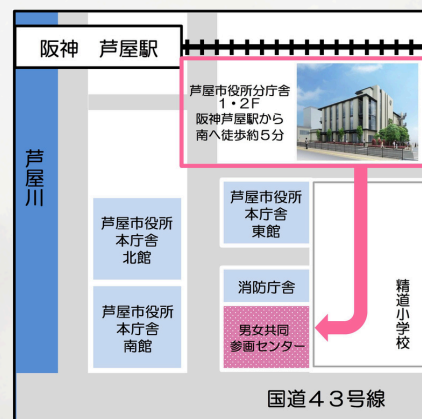 阪神　芦屋駅
芦屋市役所分庁舎
１・２F
阪神芦屋駅から
南へ徒歩約５分
芦屋川
芦屋市役所
本庁舎
東館
芦屋市役所
本庁舎
北館
消防庁舎
芦屋市役所
本庁舎
南館
男女共同
参画センター
精道小学校
国道４３号線